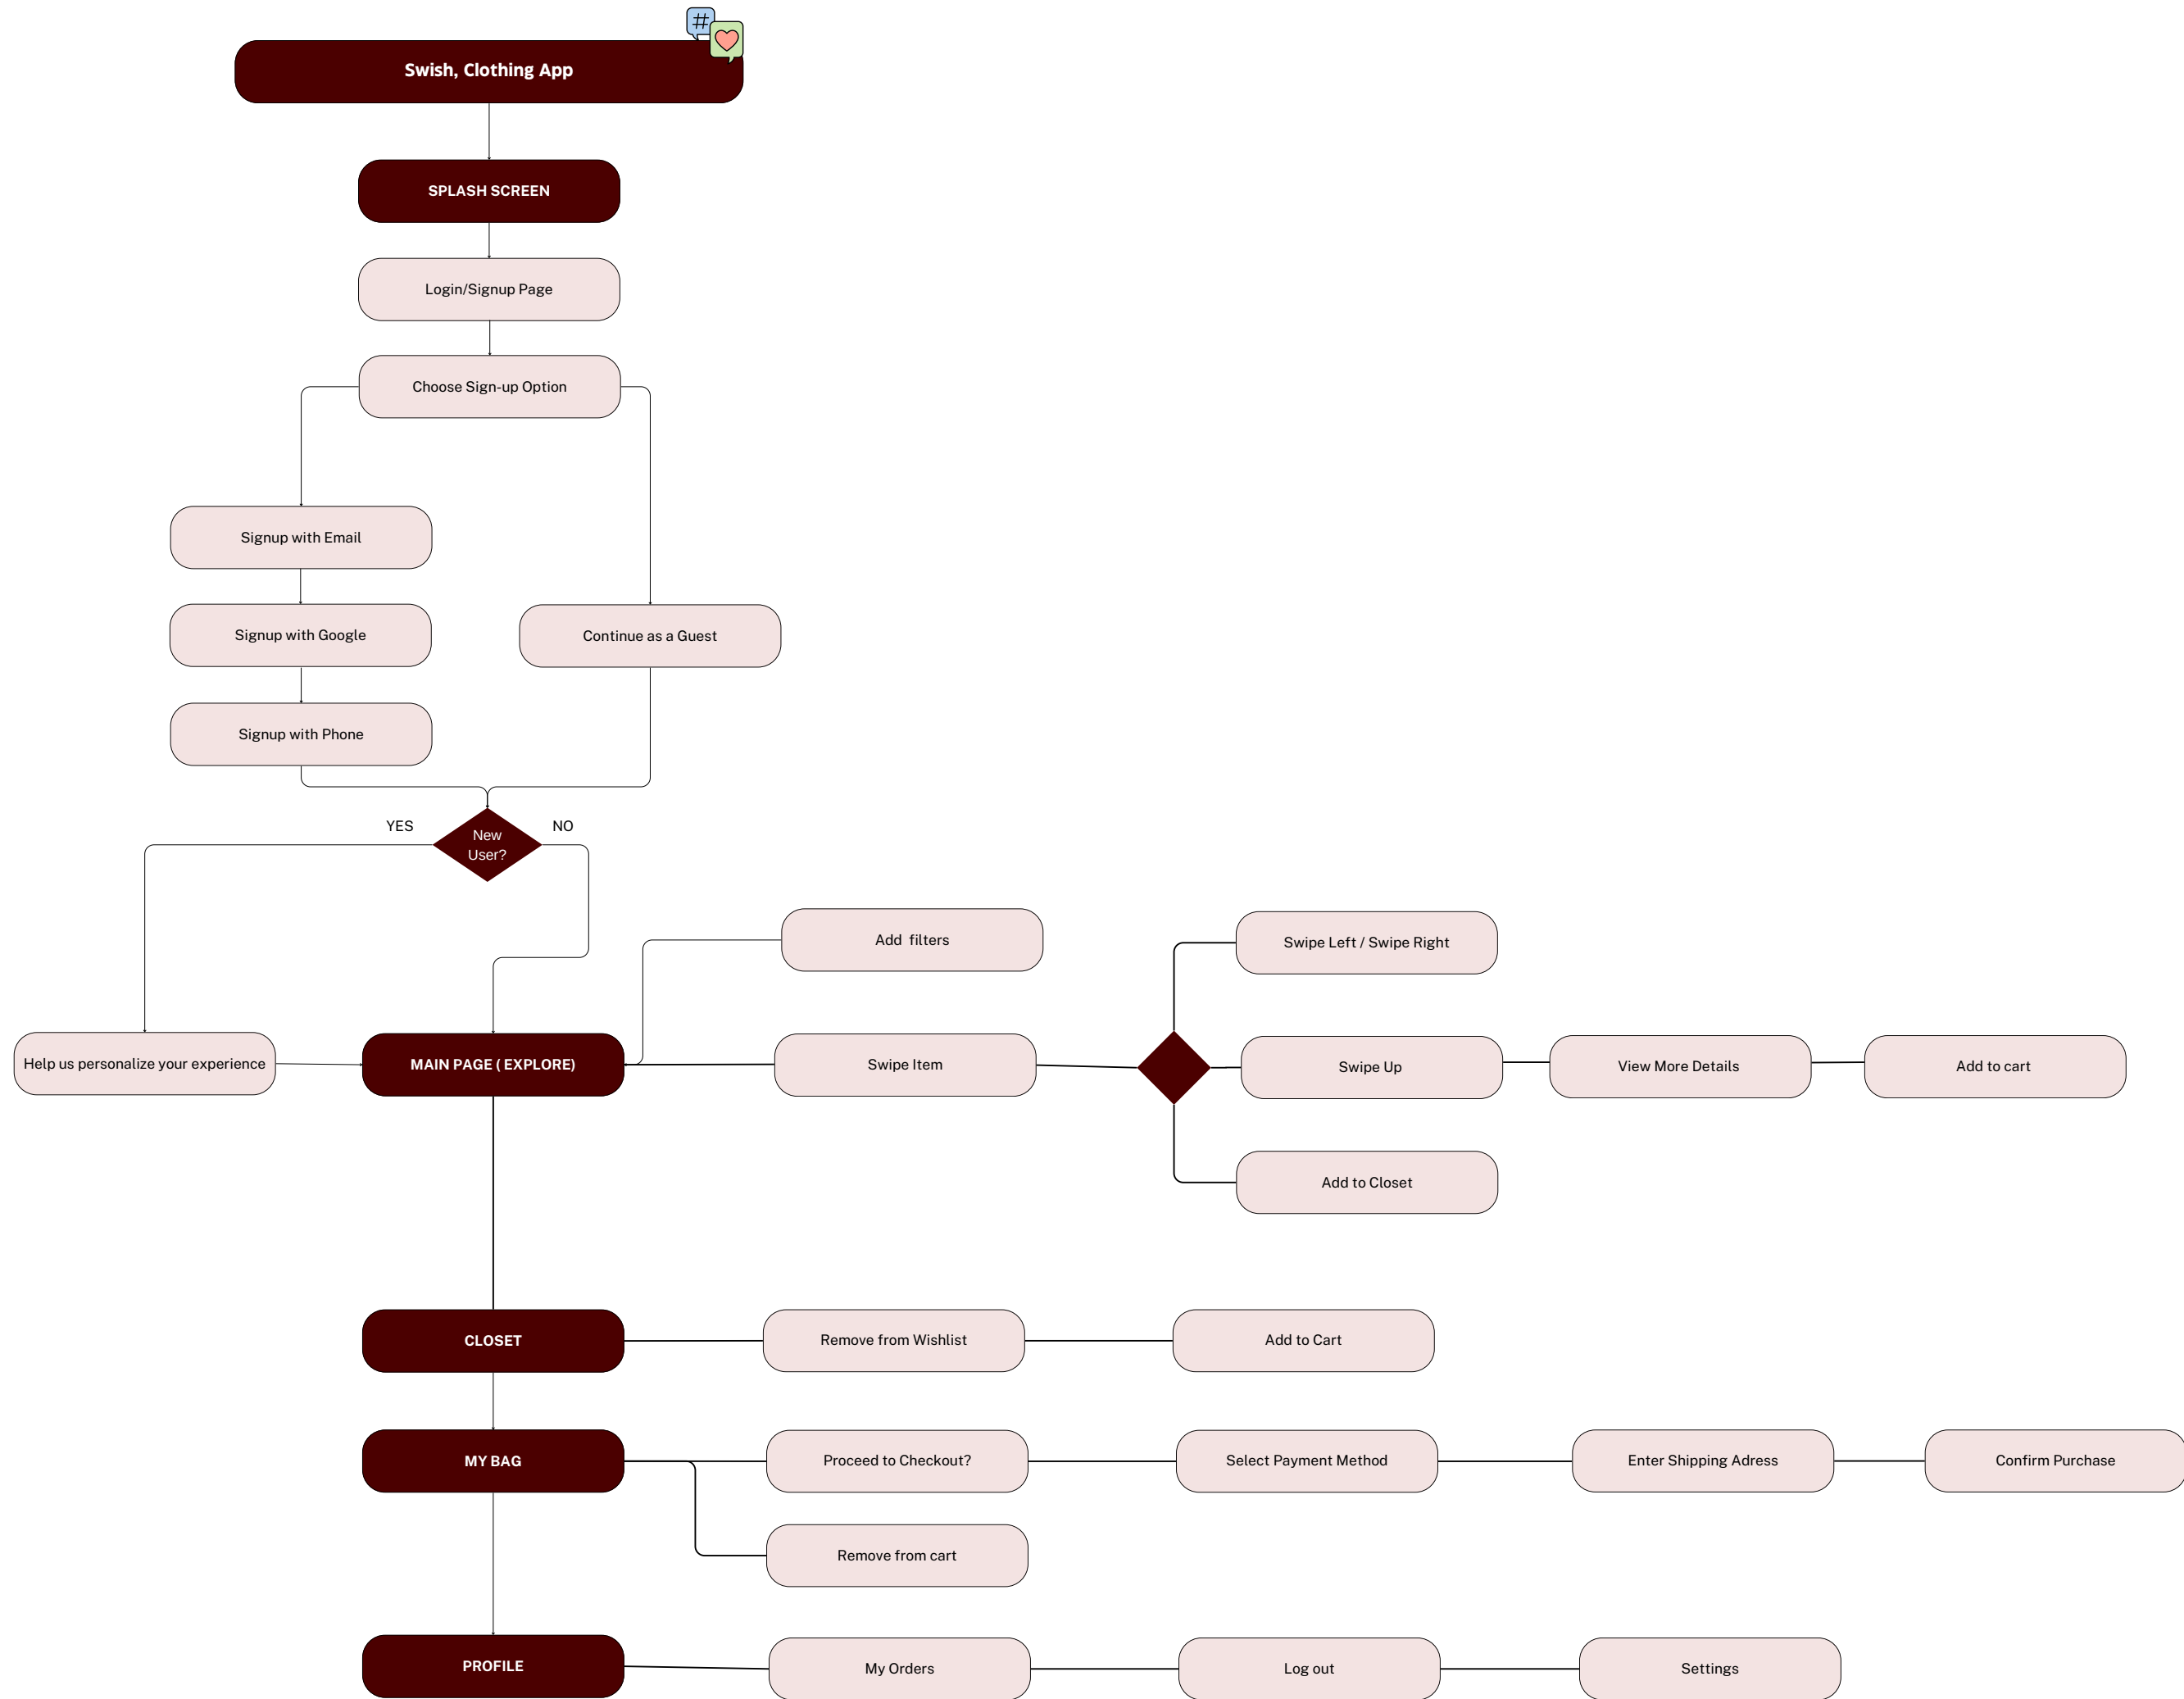 #
Swish, Clothing App
SPLASH SCREEN
Login/Signup Page
Choose Sign-up Option
Signup with Email
Signup with Google
Continue as a Guest
Signup with Phone
YES
NO
New
User?
Add  filters
Swipe Left / Swipe Right
Help us personalize your experience
MAIN PAGE ( EXPLORE)
Swipe Item
Swipe Up
View More Details
Add to cart
Add to Closet
CLOSET
Remove from Wishlist
Add to Cart
MY BAG
Proceed to Checkout?
Select Payment Method
Enter Shipping Adress
Confirm Purchase
Remove from cart
PROFILE
My Orders
Log out
Settings